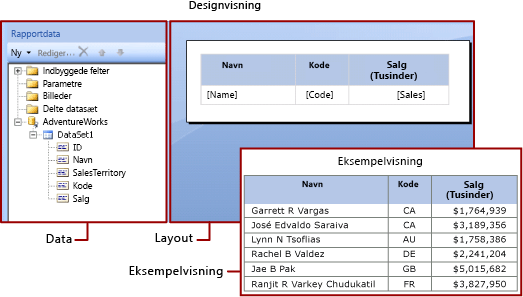 Designvisning
Rapportdata
Ny Rediger...
Indbyggede felter
Parametre
Billeder
Delte datasæt
AdventureWorks
DataSet1
ID
Navn
SalesTerritory
Kode
Salg
Navn Kode Salg
(Tusinder)
[Name] [Code] [Sales]
Eksempelvisning
Navn Kode Salg
(Tusinder)
Garrett R Vargas CA $1,764,939
José Edvaldo Saraiva CA $3,189,356
Lynn N Tsoflias AU $1,758,386
Rachel B Valdez DE $2,241,204
Jae B Pak GB $5,015,682
Ranjit R Varkey Chudukatil FR $3,827,950
Data
Layout
Eksempelvisning